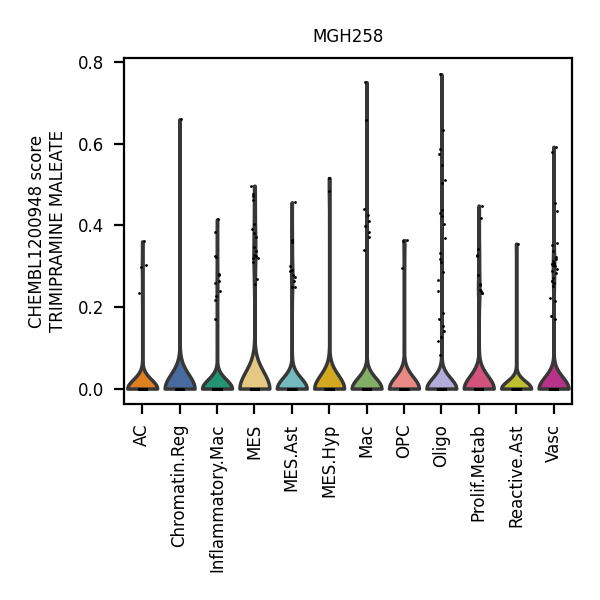 MGH258
CHEMBL1200948 score
TRIMIPRAMINE MALEATE
0.8
0.6
0.4
0.2
0.0
AC
Chromatin.Reg
Inflammatory.Mac
MES
MES.Ast
MES.Hyp
Mac
OPC
Oligo
Prolif.Metab
Reactive.Ast
Vasc